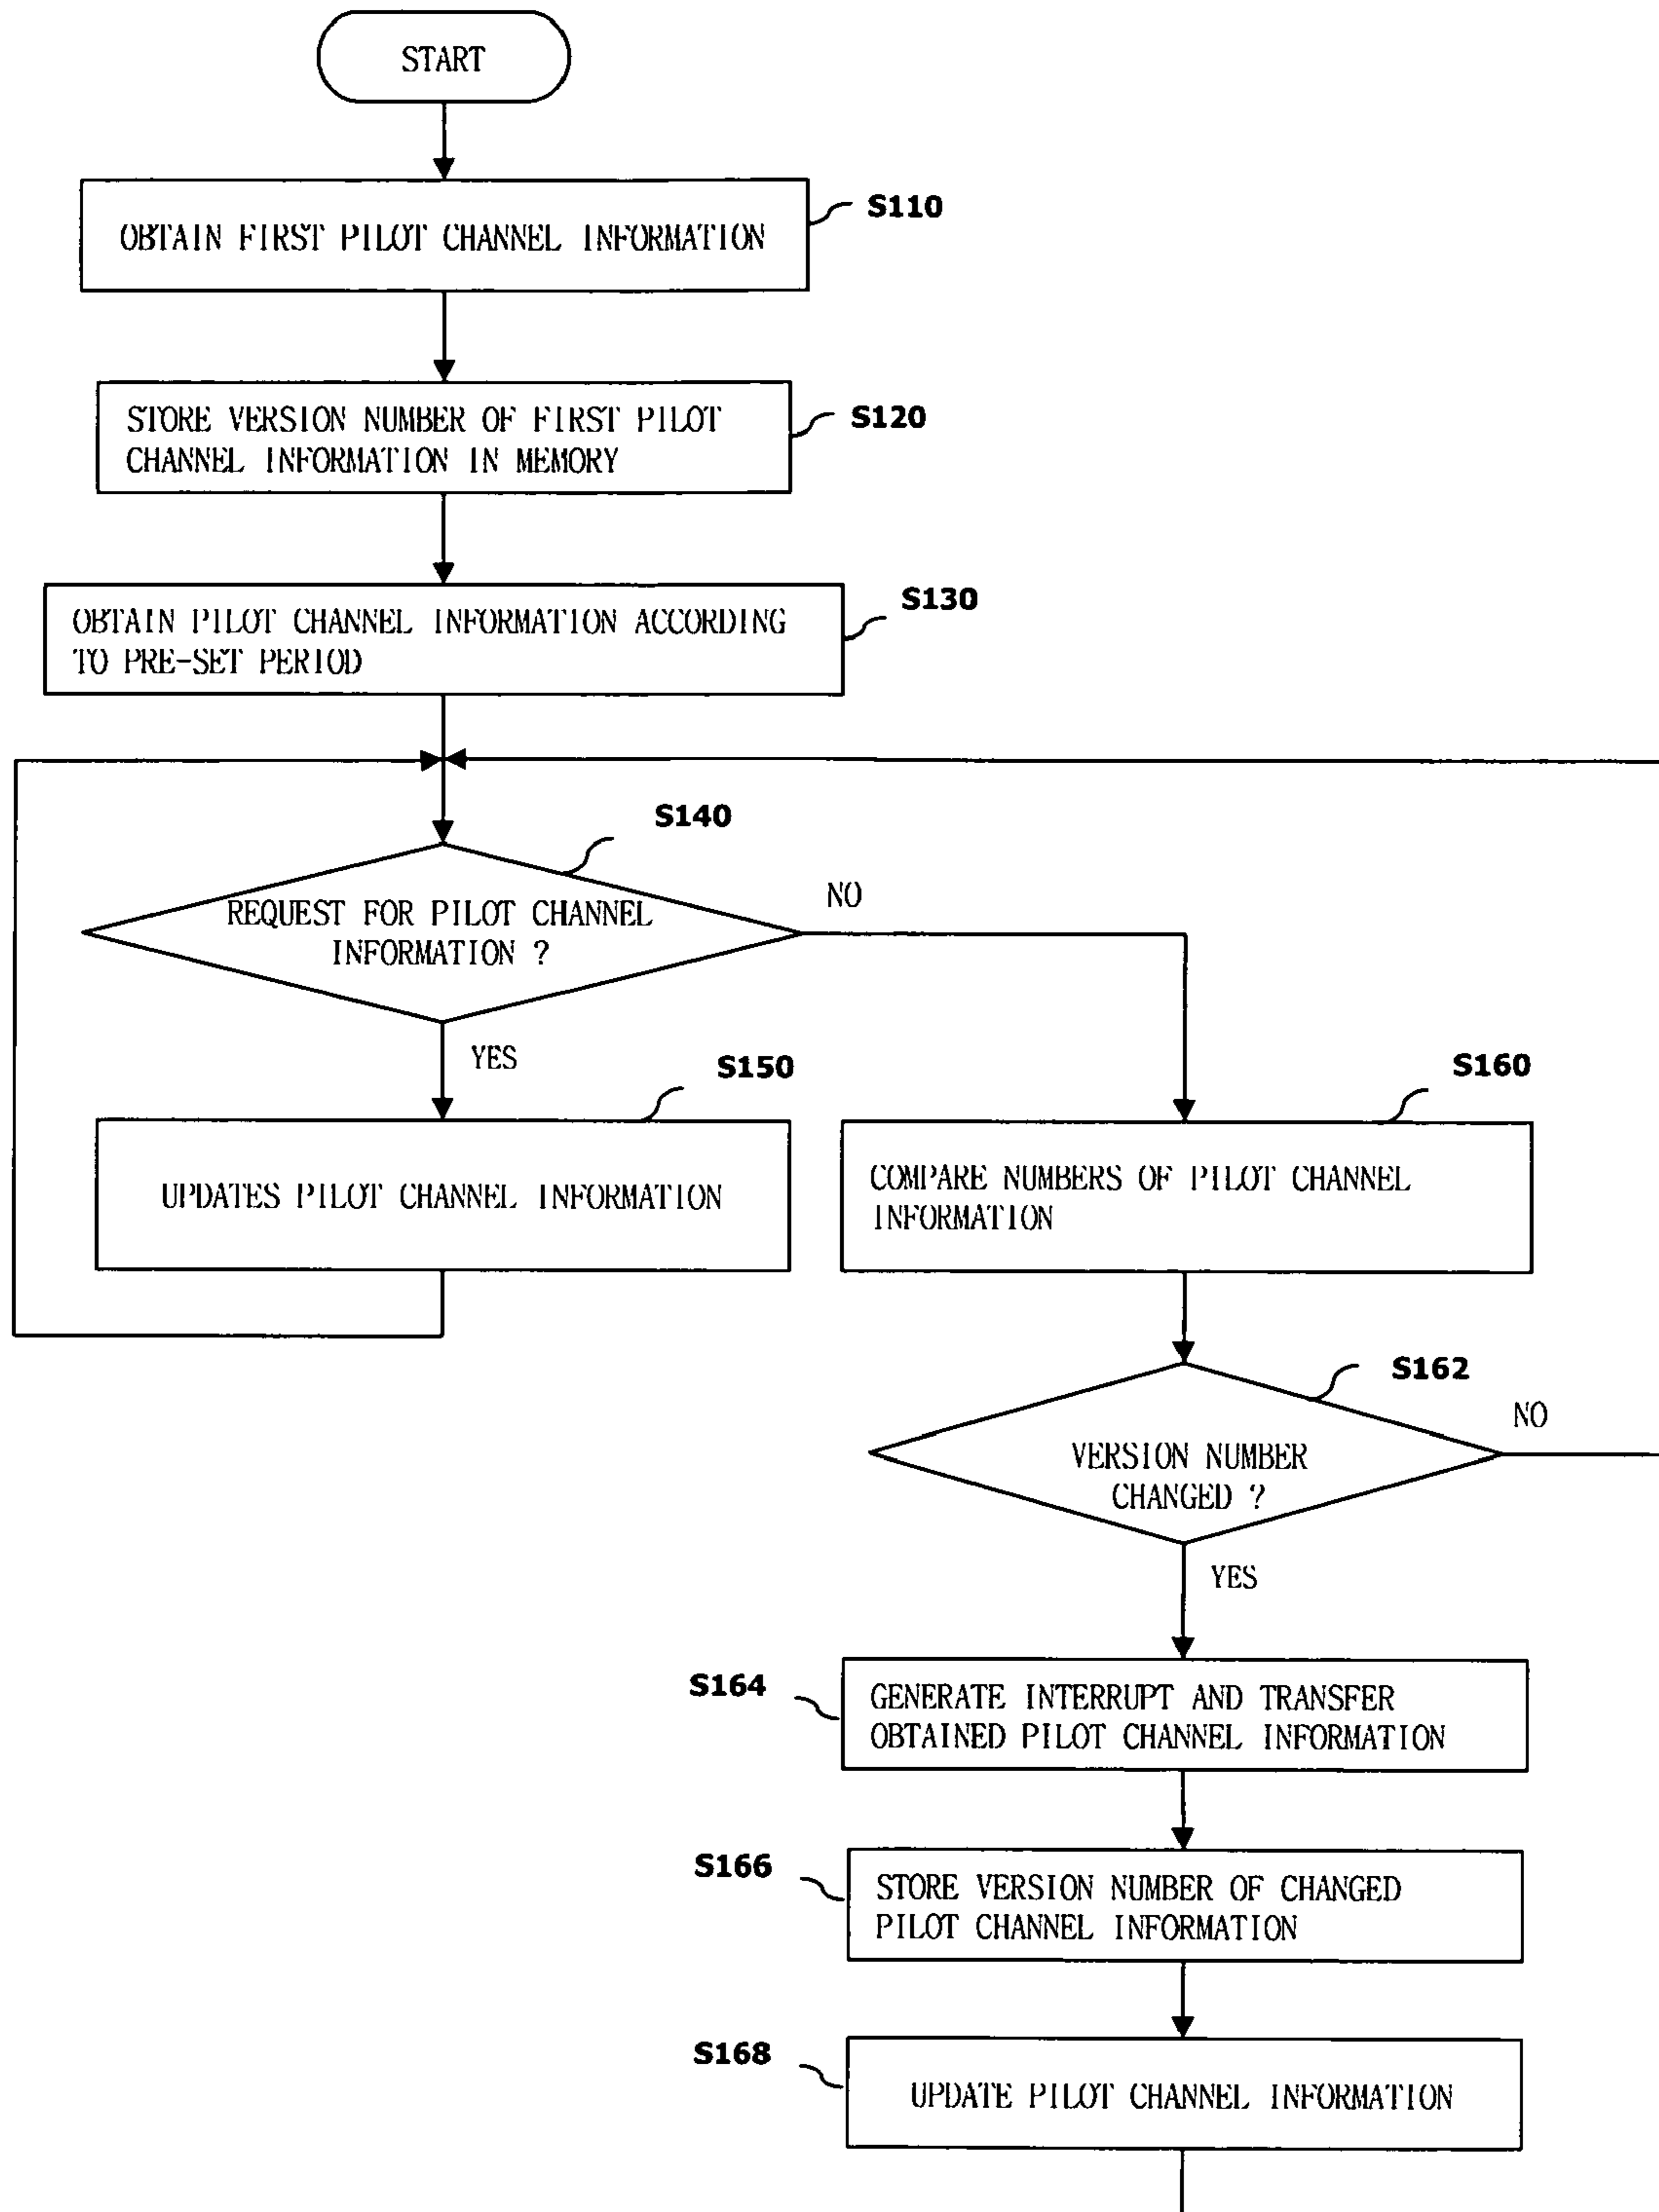 START
S110
OBTAIN FIRST PILOT CHANNEL INFORMATION
S120
STORE VERSION NUMBER OF FIRST PILOT
CHANNEL INFORMATION IN MEMORY
S130
OBTAIN PILOT CHANNEL INFORMATION ACCORDING
TO PRE-SET PERIOD
S140
REQUEST FOR PILOT CHANNEL
INFORMATION ?
NO
YES
S150
UPDATES PILOT CHANNEL INFORMATION
S160
COMPARE NUMBERS OF PILOT CHANNEL
INFORMATION
S162
VERSION NUMBER
CHANGED ?
NO
YES
S164
GENERATE INTERRUPT AND TRANSFER
OBTAINED PILOT CHANNEL INFORMATION
S166
STORE VERSION NUMBER OF CHANGED
PILOT CHANNEL INFORMATION
S168
UPDATE PILOT CHANNEL INFORMATION